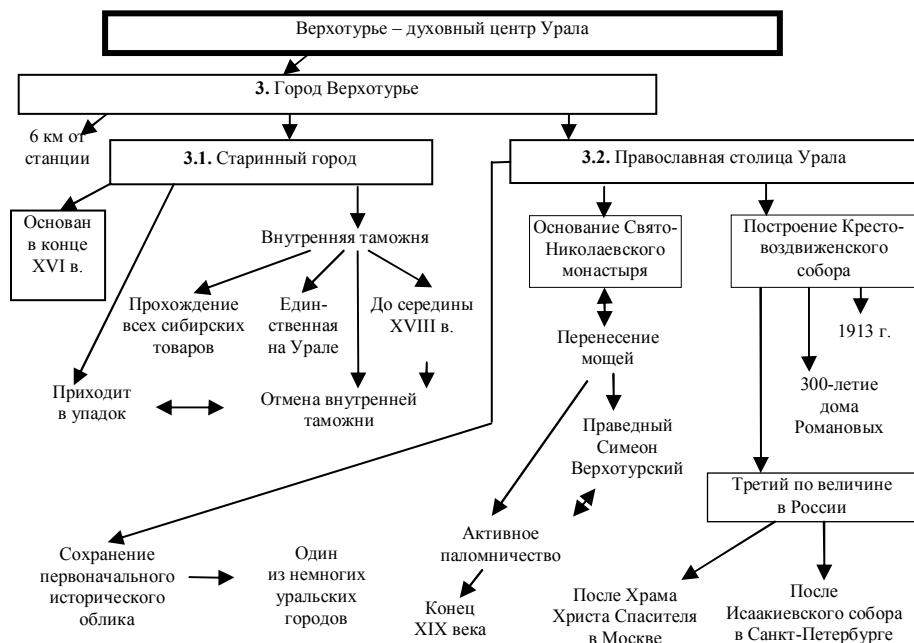 Верхотурье – духовный центр Урала
3. Город Верхотурье
6 км от
станции
3.1. Старинный город
3.2. Православная столица Урала
Основан
в конце
XVI в.
Внутренняя таможня
Основание Свято-
Николаевского
монастыря
Построение Кресто-
воздвиженского
собора
Прохождение
всех сибирских
товаров
Един-
ственная
на Урале
До середины
XVIII в.
Перенесение
мощей
1913 г.
Приходит
в упадок
Отмена внутренней
таможни
300-летие
дома
Романовых
Праведный
Симеон
Верхотурский
Третий по величине
в России
Сохранение
первоначального
исторического
облика
Один
из немногих
уральских
городов
Активное
паломничество
Конец
XIX века
После Храма
Христа Спасителя
в Москве
После
Исаакиевского собора
в Санкт-Петербурге